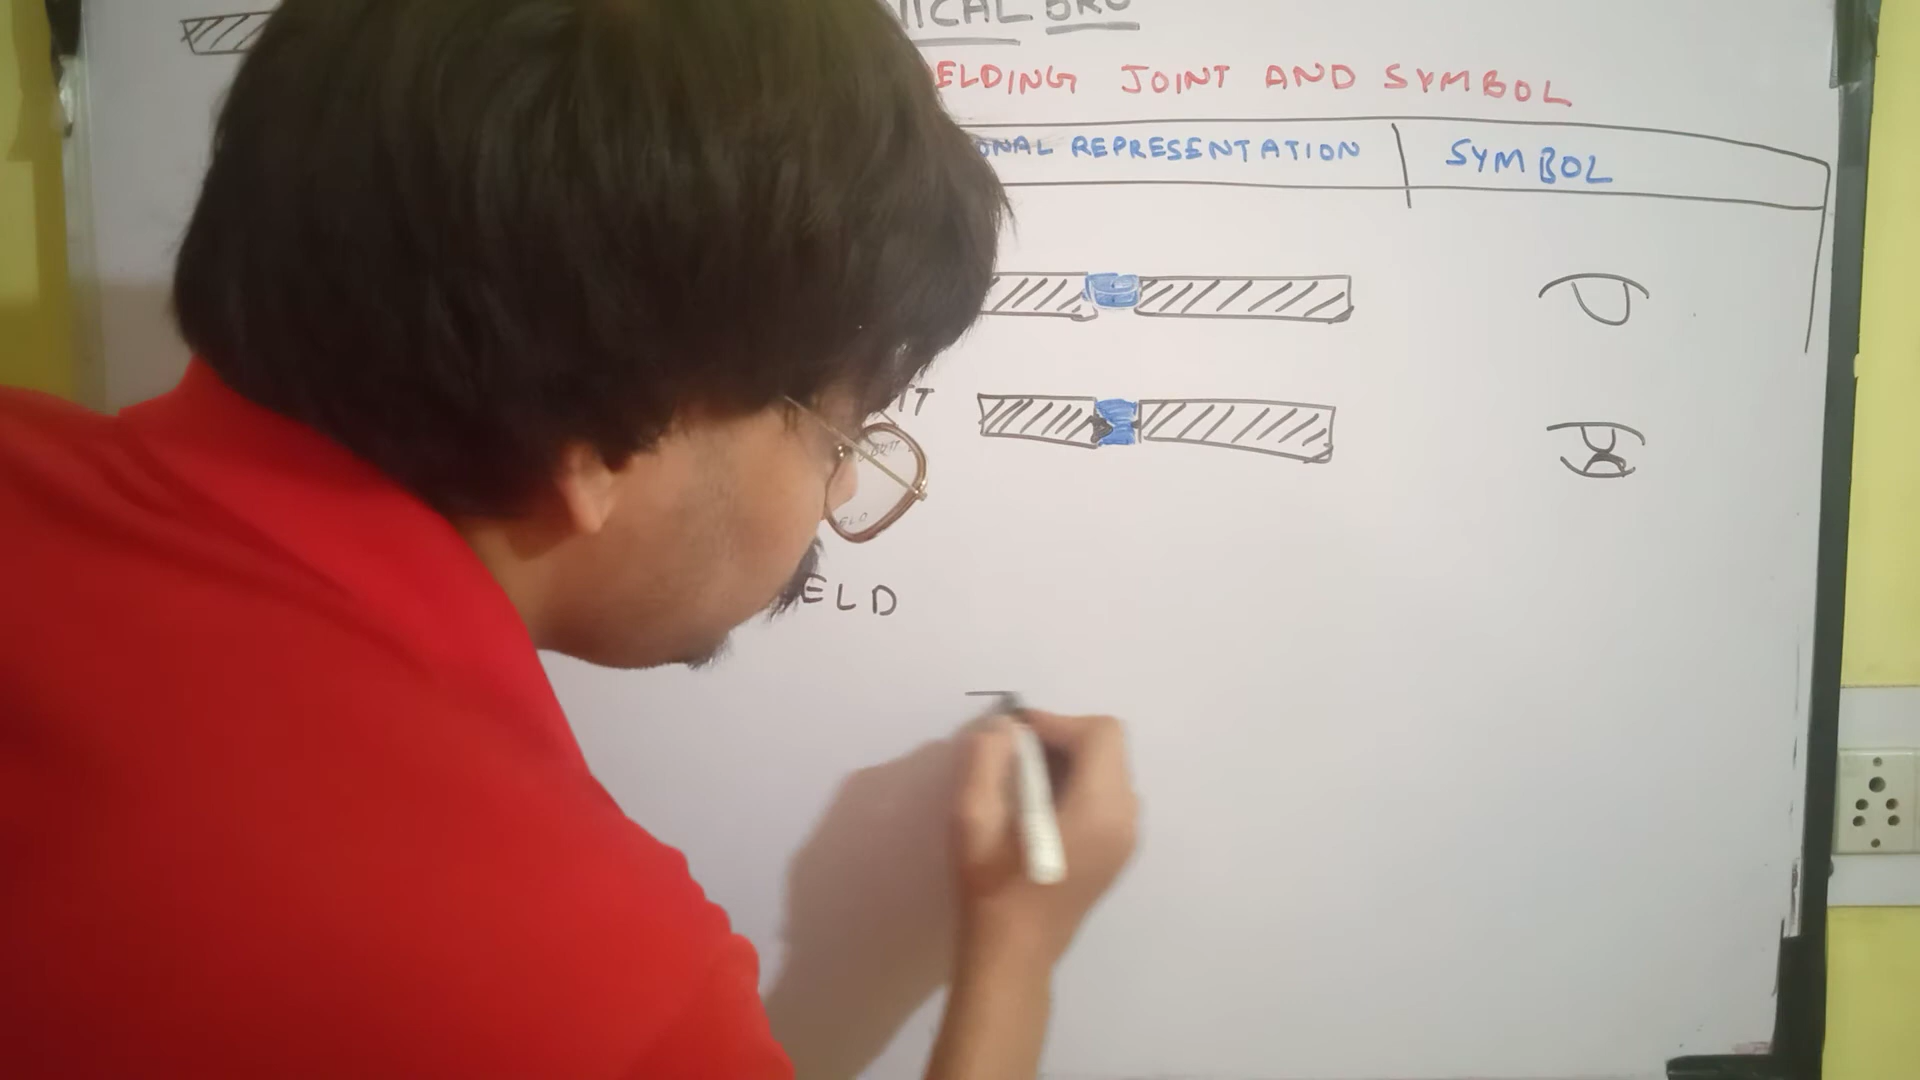 NICAL BRO
ELDING JOINT AND SYMBOL
ONAL REPRESENTATION SYMBOL
TT
ELD